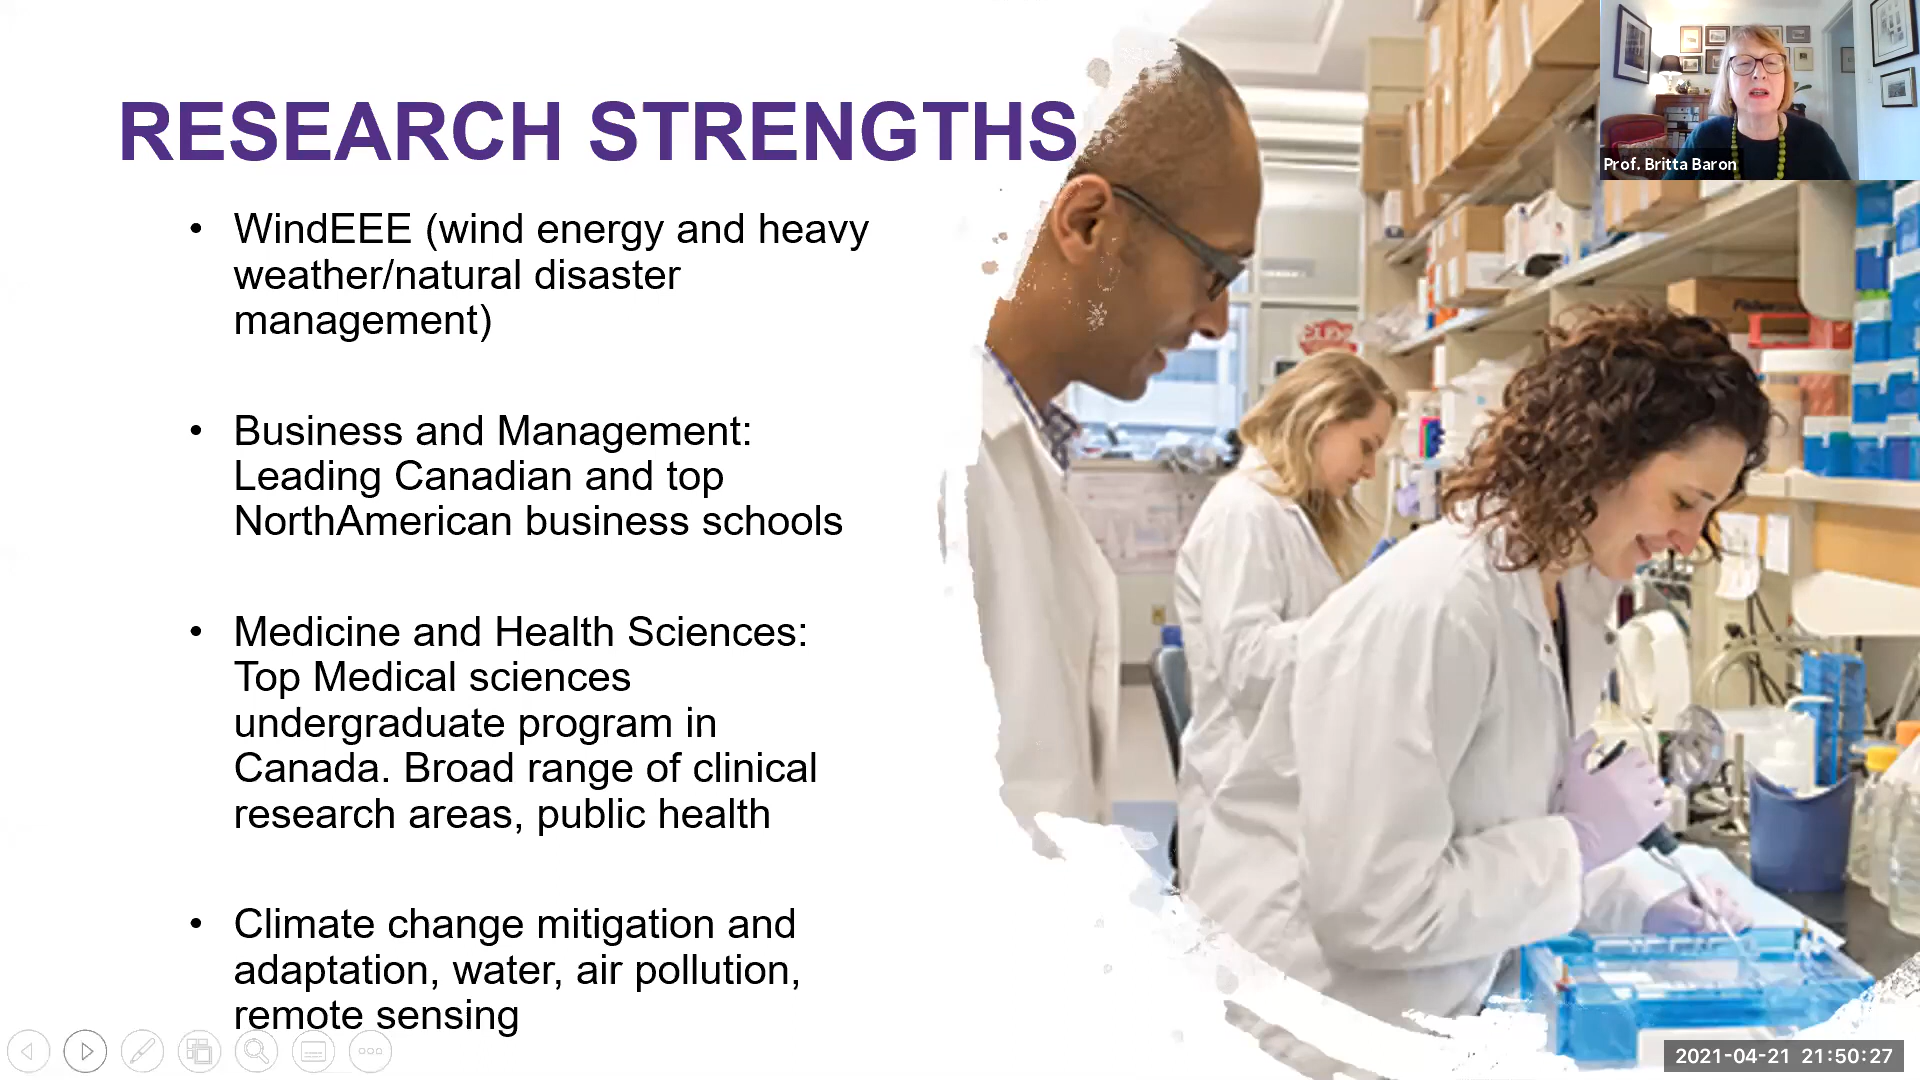 RESEARCH STRENGTHS
• WindEEE (wind energy and heavy
weather/natural disaster
management)
• Business and Management:
Leading Canadian and top
NorthAmerican business schools
• Medicine and Health Sciences:
Top Medical sciences
undergraduate program in
Canada. Broad range of clinical
research areas, public health
• Climate change mitigation and
adaptation, water, air pollution,
remote sensing
Prof. Britta Baron
2021-04-21 21:50:27